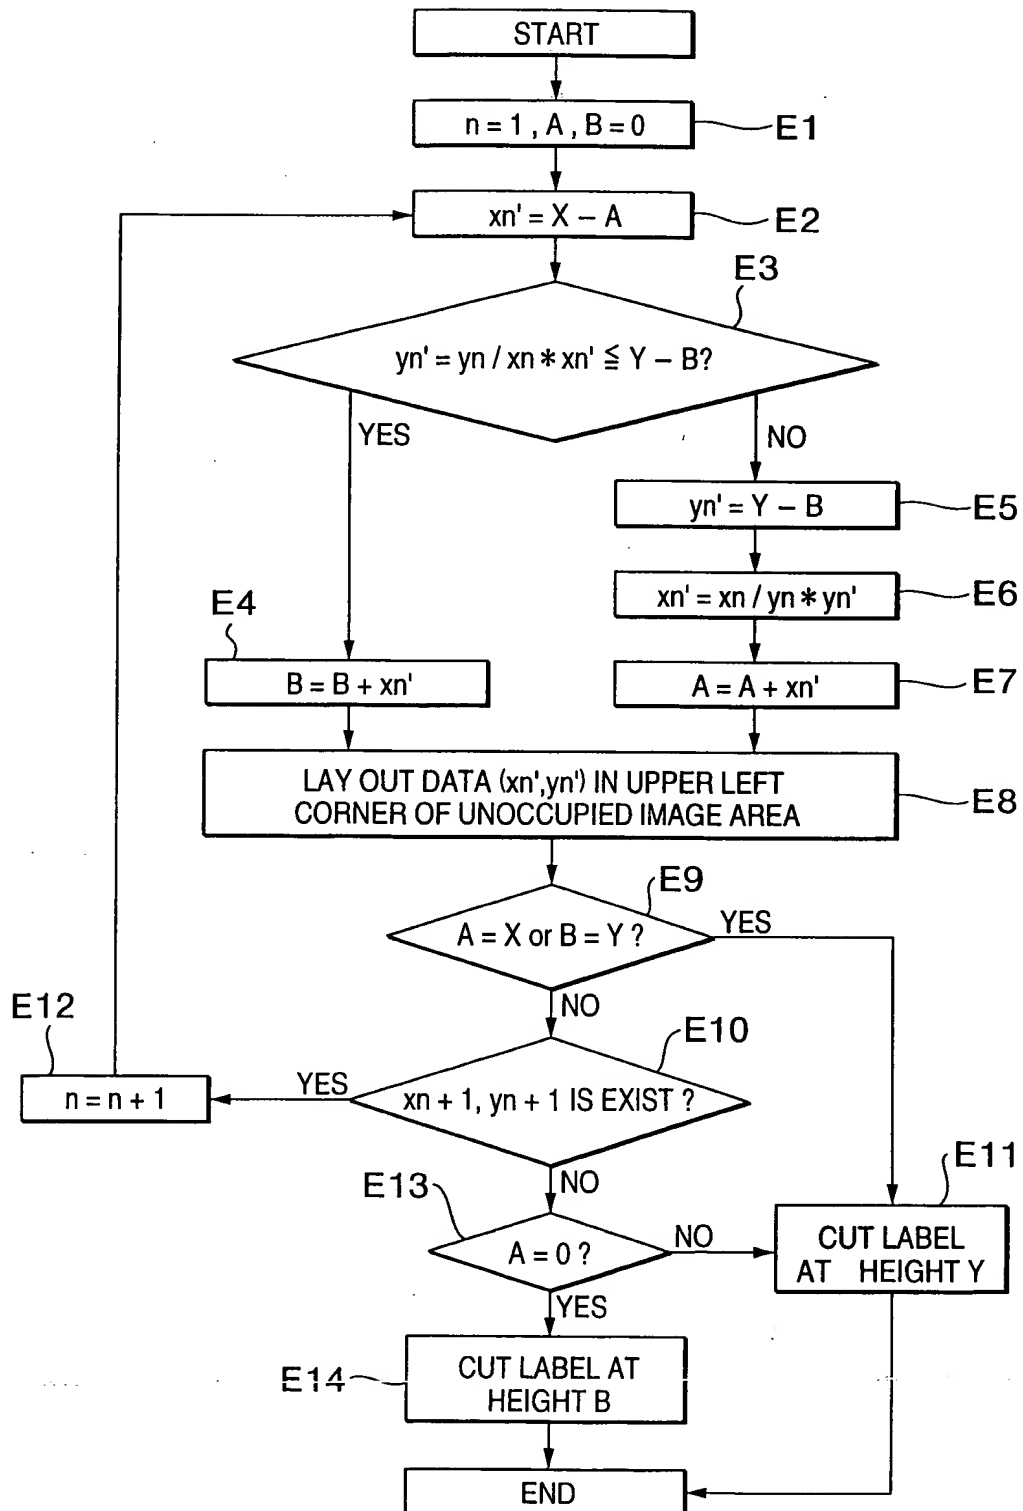 START
n = 1 , A , B = 0
E1
xn' = X – A
E2
E3
yn' = yn / xn * xn' ≦ Y – B?
YES
NO
yn' = Y – B
E5
xn' = xn / yn * yn'
E6
E4
B = B + xn'
A = A + xn'
E7
LAY OUT DATA (xn',yn') IN UPPER LEFT
CORNER OF UNOCCUPIED IMAGE AREA
E8
E9
A = X or B = Y ?
YES
NO
E12
E10
n = n + 1
YES
xn + 1, yn + 1 IS EXIST ?
NO
E11
E13
A = 0 ?
NO
CUT LABEL
AT HEIGHT Y
YES
E14
CUT LABEL AT
HEIGHT B
END